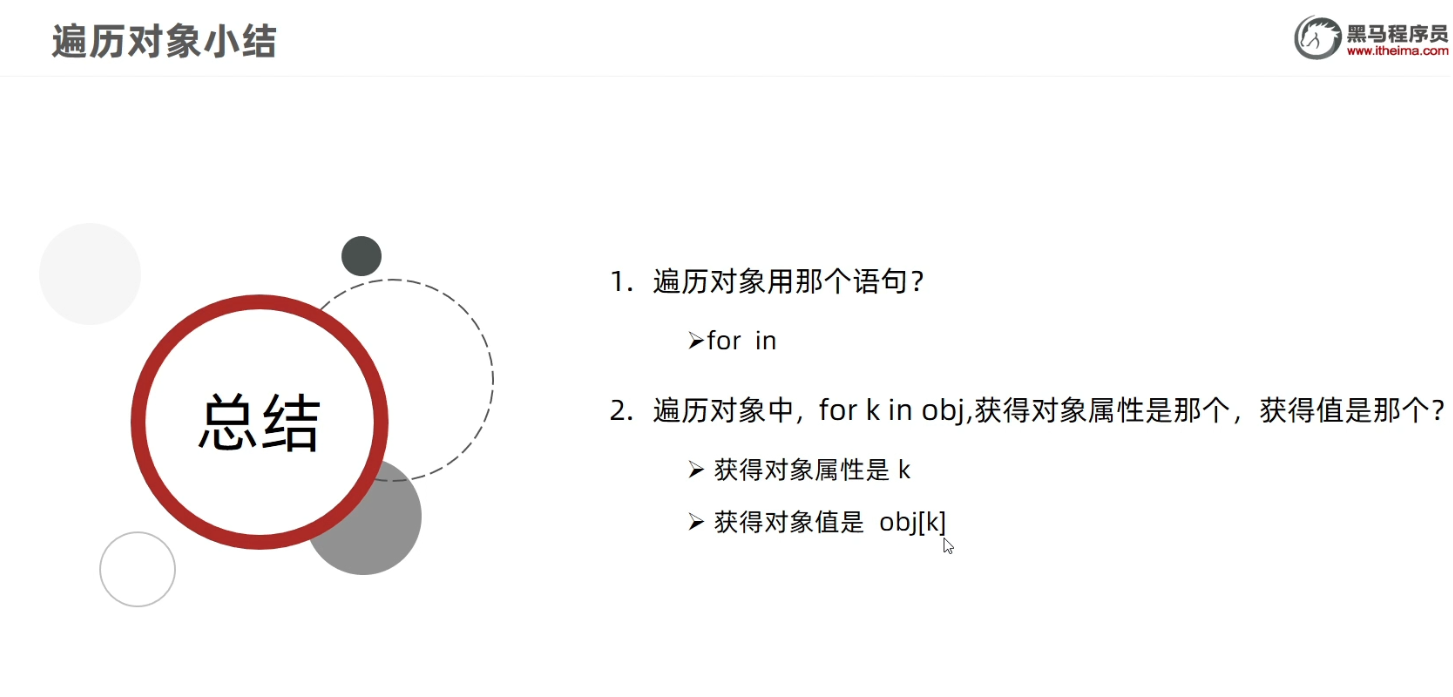 遍历对象小结
黑马程序员
www.itheima.com
总结
1. 遍历对象用那个语句？
➢for in
2. 遍历对象中，for k in obj,获得对象属性是那个，获得值是那个？
➢ 获得对象属性是 k
➢ 获得对象值是 obj[k]